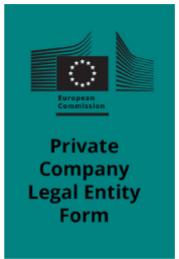 European
Commission
Private
Company
Legal Entity
Form